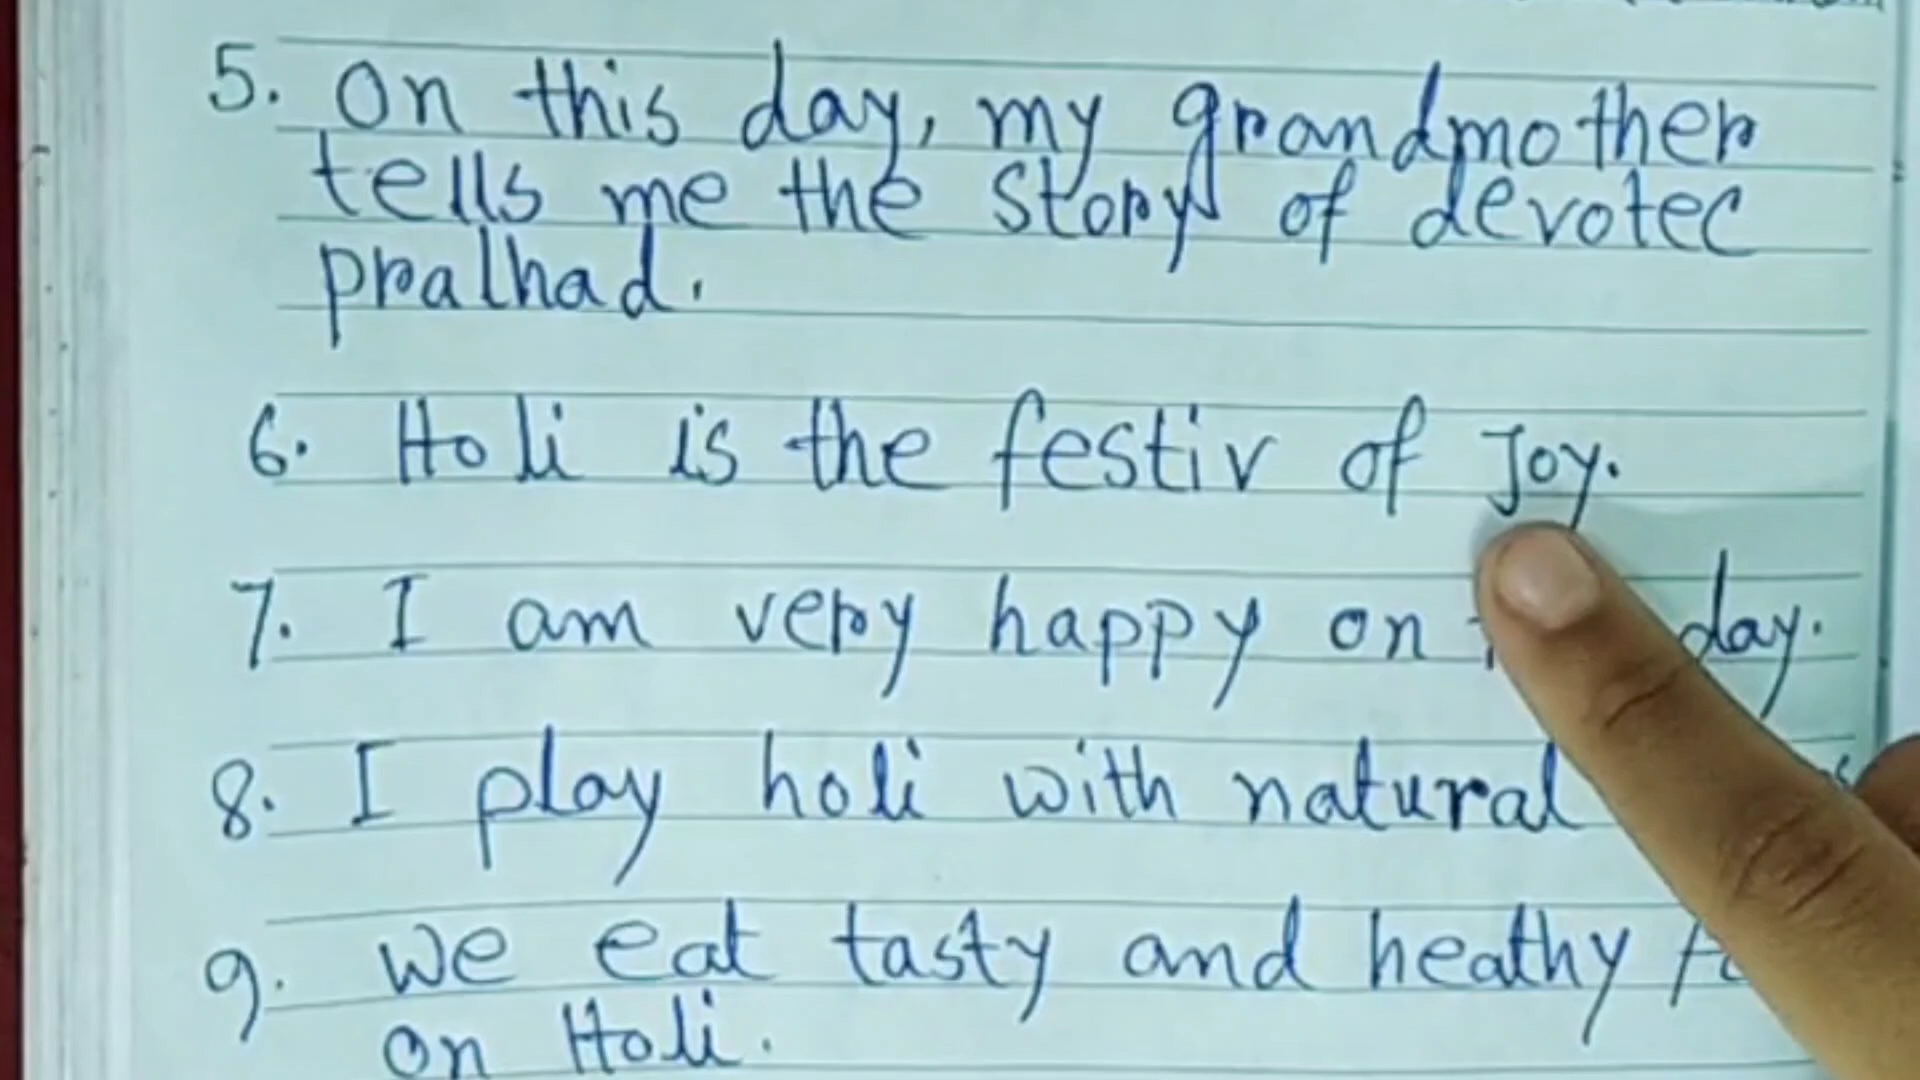 5. On this day, my grandmother
tells me the story of devotec
pralhad.
6. Holi is the festiv of Joy.
7. I am very happy on day.
8. I play holi with natural
9. we eat tasty and heathy
on Holi.